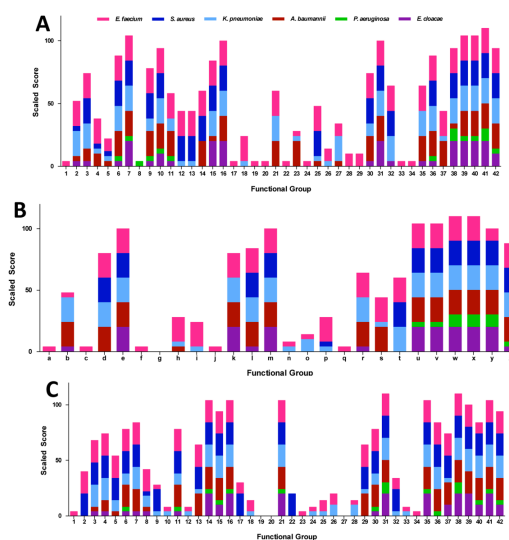 A
E. faecium S. aureus K. pneumoniae A. baumannii P. aeruginosa E. cloacae
100
50
0
Scaled Score
1 2 3 4 5 6 7 8 9 10 11 12 13 14 15 16 17 18 19 20 21 22 23 24 25 26 27 28 29 30 31 32 33 34 35 36 37 38 39 40 41 42
Functional Group
B
100
50
0
Scaled Score
a b c d e f g h i j k l m n o p q r s t u v w x y
Functional Group
C
100
50
0
Scaled Score
1 2 3 4 5 6 7 8 9 10 11 12 13 14 15 16 17 18 19 20 21 22 23 24 25 26 27 28 29 30 31 32 33 34 35 36 37 38 39 40 41 42
Functional Group